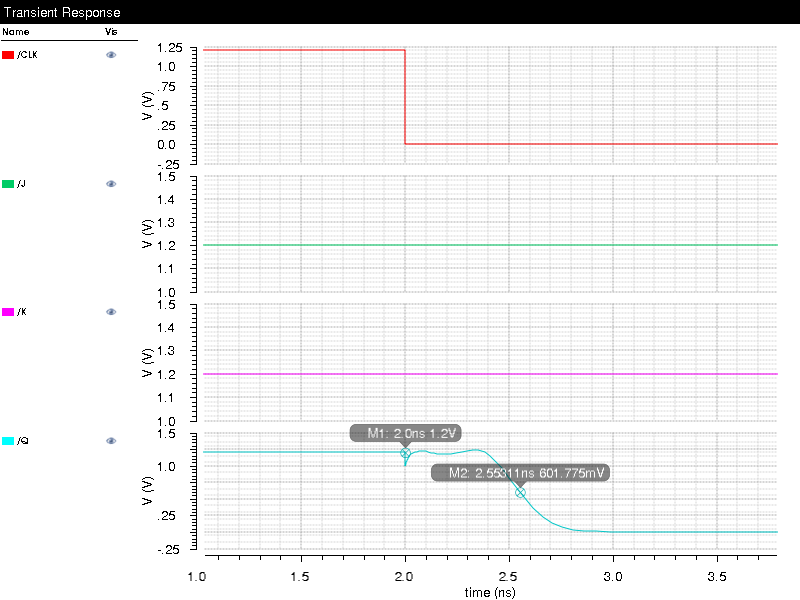 Transient Response
Name Vis
/CLK
1.25
1.0
.75
.5
.25
0.0
-.25
V (V)
/J
1.5
1.4
1.3
1.2
1.1
1.0
V (V)
/K
1.5
1.4
1.3
1.2
1.1
1.0
V (V)
/Q
1.5
1.0
.25
-.25
V (V)
M1: 2.0ns 1.2V
M2: 2.55311ns 601.775mV
1.0 1.5 2.0 2.5 3.0 3.5
time (ns)